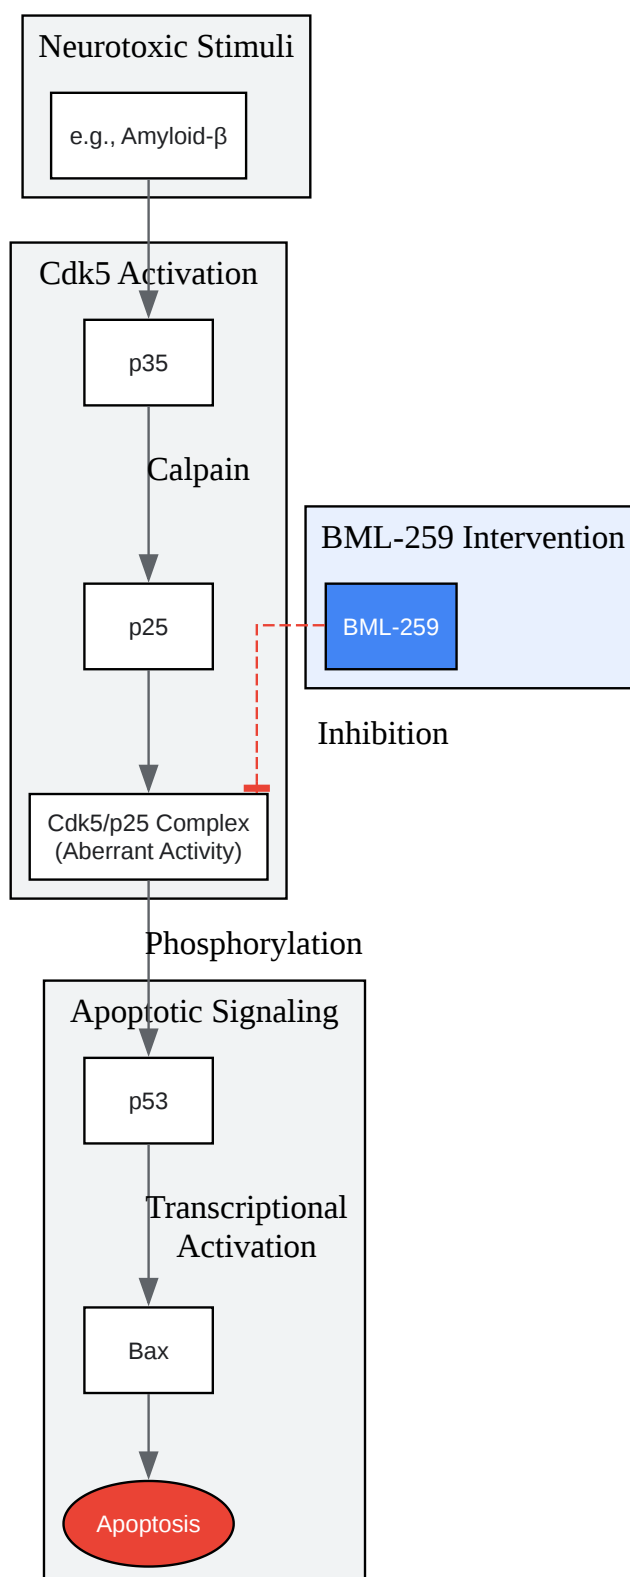 Neurotoxic Stimuli
e.g., Amyloid-β
Cdk5 Activation
p35
Calpain
BML-259 Intervention
p25
BML-259
Inhibition
Cdk5/p25 Complex
(Aberrant Activity)
Phosphorylation
Apoptotic Signaling
p53
Transcriptional
Activation
Bax
Apoptosis